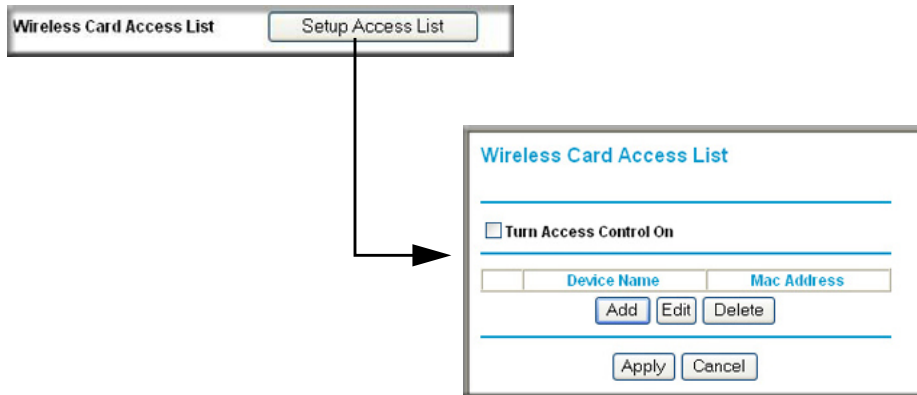 Wireless Card Access List Setup Access List
Wireless Card Access List
Turn Access Control On
Device Name Mac Address
Add Edit Delete
Apply Cancel